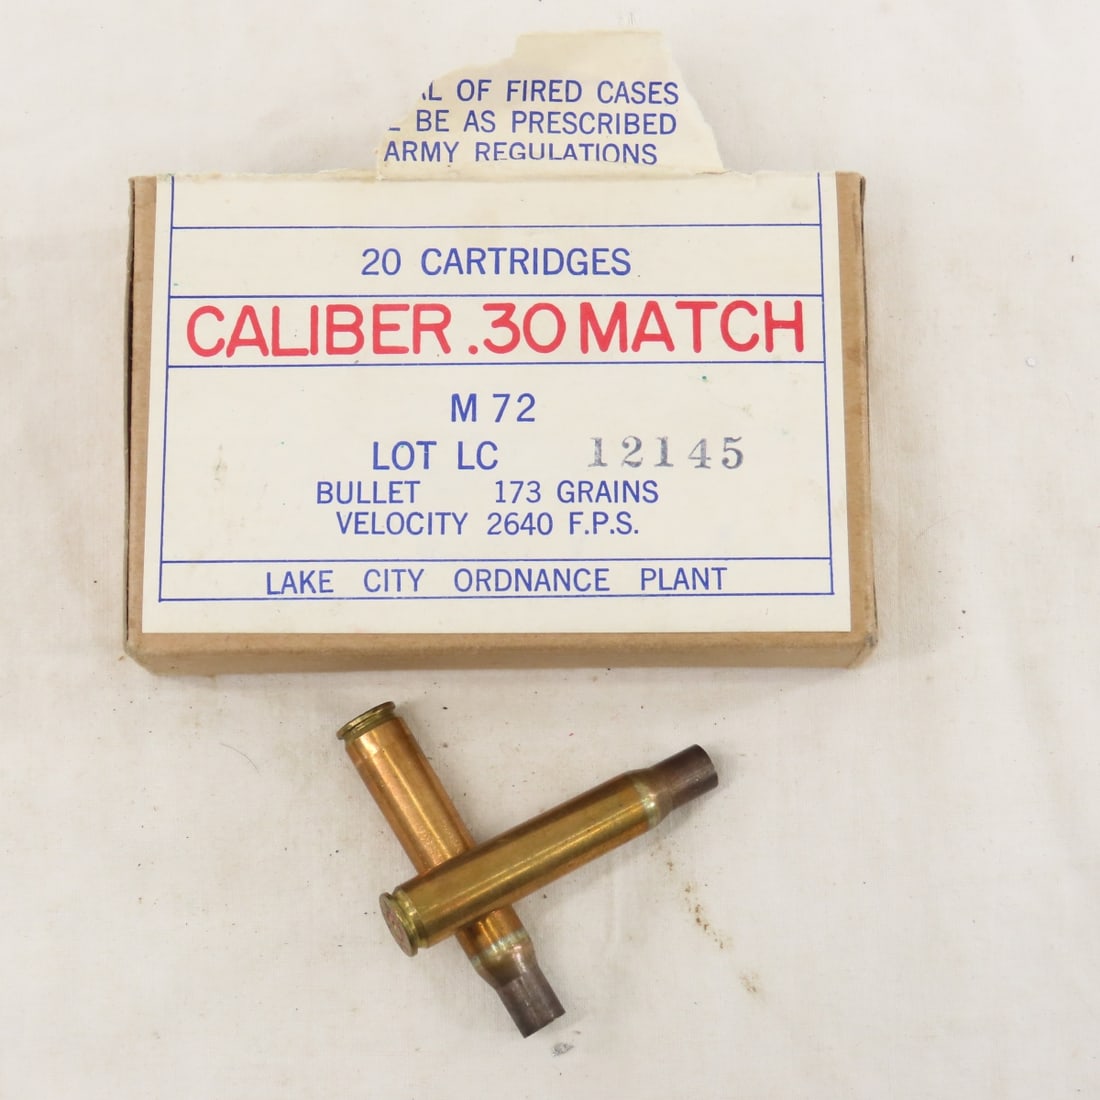 OF FIRED CASES
BE AS PRESCRIBED
ARMY REGULATIONS
20 CARTRIDGES
CALIBER .30 MATCH
M 72
LOT LC 12145
BULLET 173 GRAINS
VELOCITY 2640 F.P.S.
LAKE CITY ORDNANCE PLANT